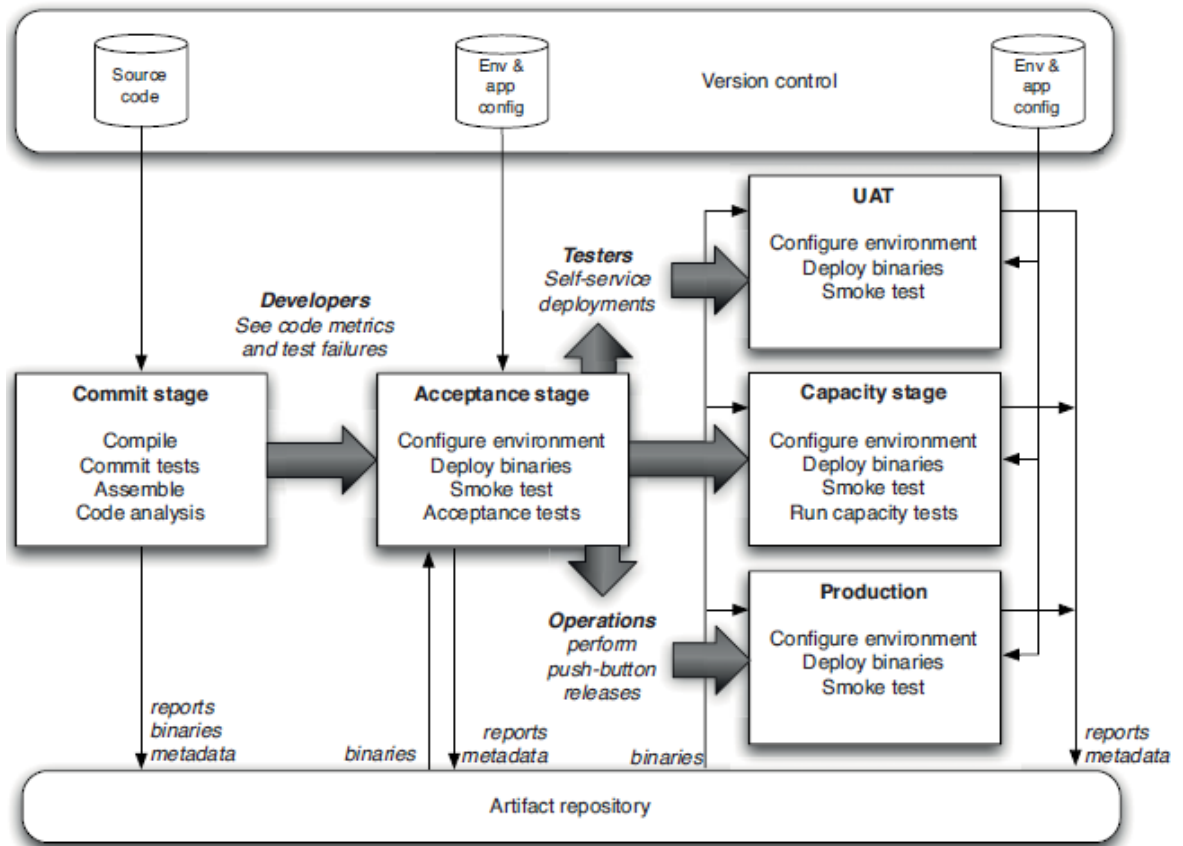 Source
code
Env &
app
config
Version control
Env &
app
config
UAT
Configure environment
Deploy binaries
Smoke test
Testers
Self-service
deployments
Developers
See code metrics
and test failures
Commit stage
Compile
Commit tests
Assemble
Code analysis
Acceptance stage
Configure environment
Deploy binaries
Smoke test
Acceptance tests
Capacity stage
Configure environment
Deploy binaries
Smoke test
Run capacity tests
Operations
perform
push-button
releases
Production
Configure environment
Deploy binaries
Smoke test
reports
binaries
metadata
binaries
reports
metadata
binaries
reports
metadata
Artifact repository